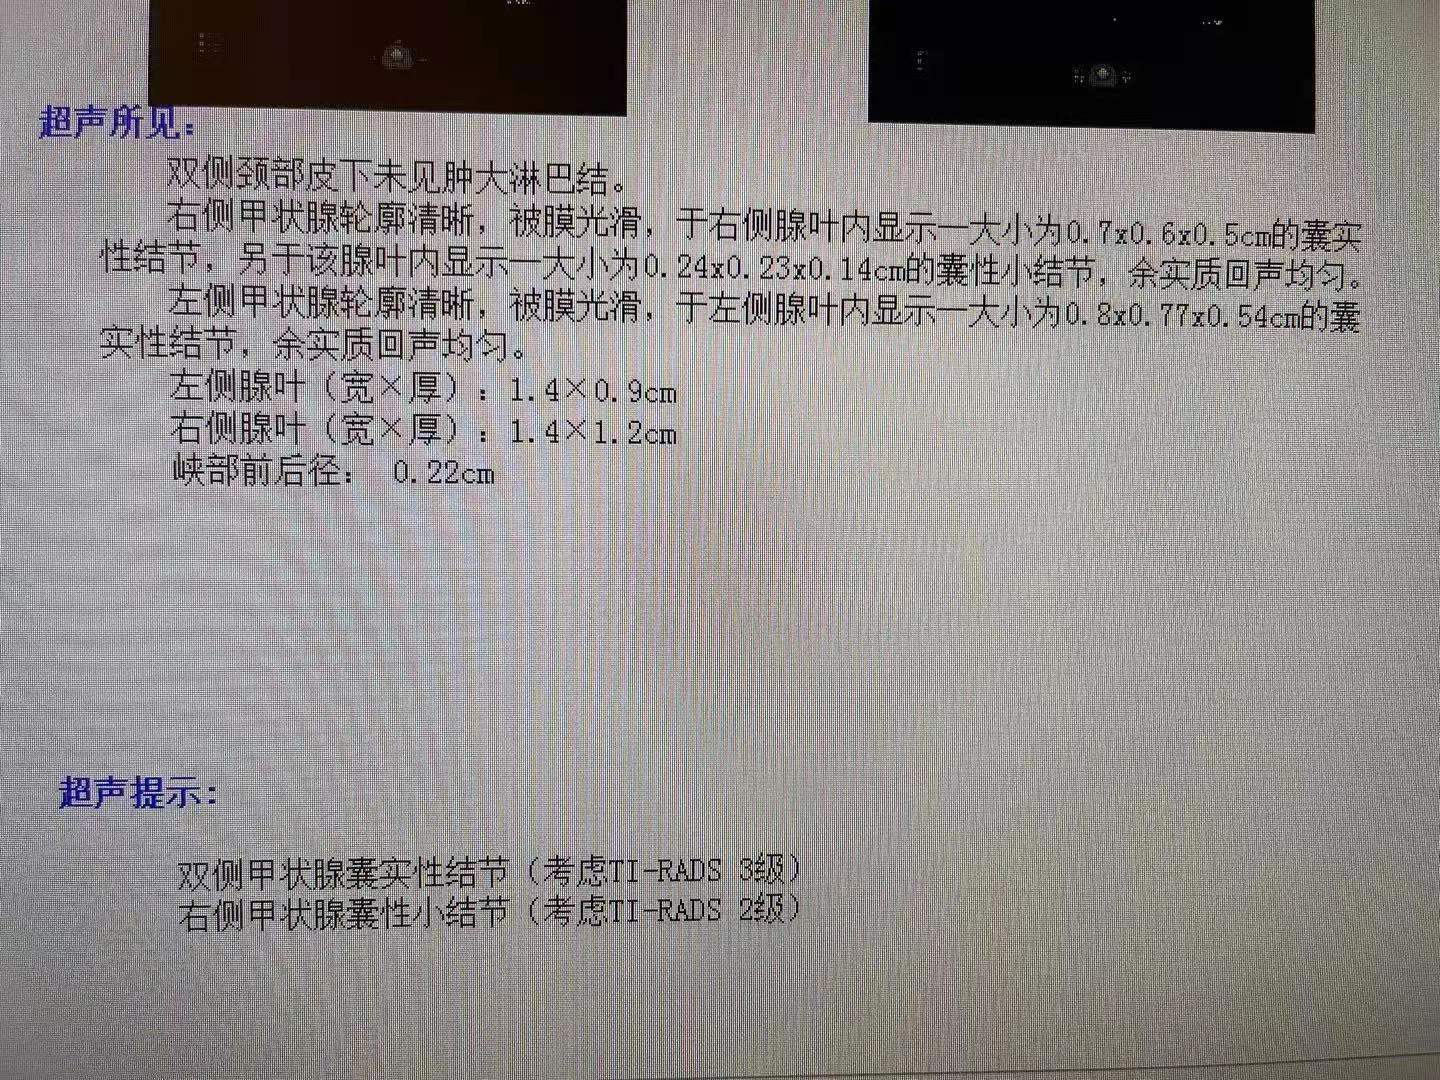 超声所见：
双侧颈部皮下未见肿大淋巴结。
右侧甲状腺轮廓清晰，被膜光滑，于右侧腺叶内显示一大小为0.7x0.6x0.5cm的囊实
性结节，另于该腺叶内显示一大小为0.24x0.23x0.14cm的囊性小结节，余实质回声均匀。
左侧甲状腺轮廓清晰，被膜光滑，于左侧腺叶内显示一大小为0.8x0.77x0.54cm的囊
实性结节，余实质回声均匀。
左侧腺叶（宽×厚）：1.4×0.9cm
右侧腺叶（宽×厚）：1.4×1.2cm
峡部前后径： 0.22cm
超声提示：
双侧甲状腺囊实性结节（考虑TI-RADS 3级）
右侧甲状腺囊性小结节（考虑TI-RADS 2级）